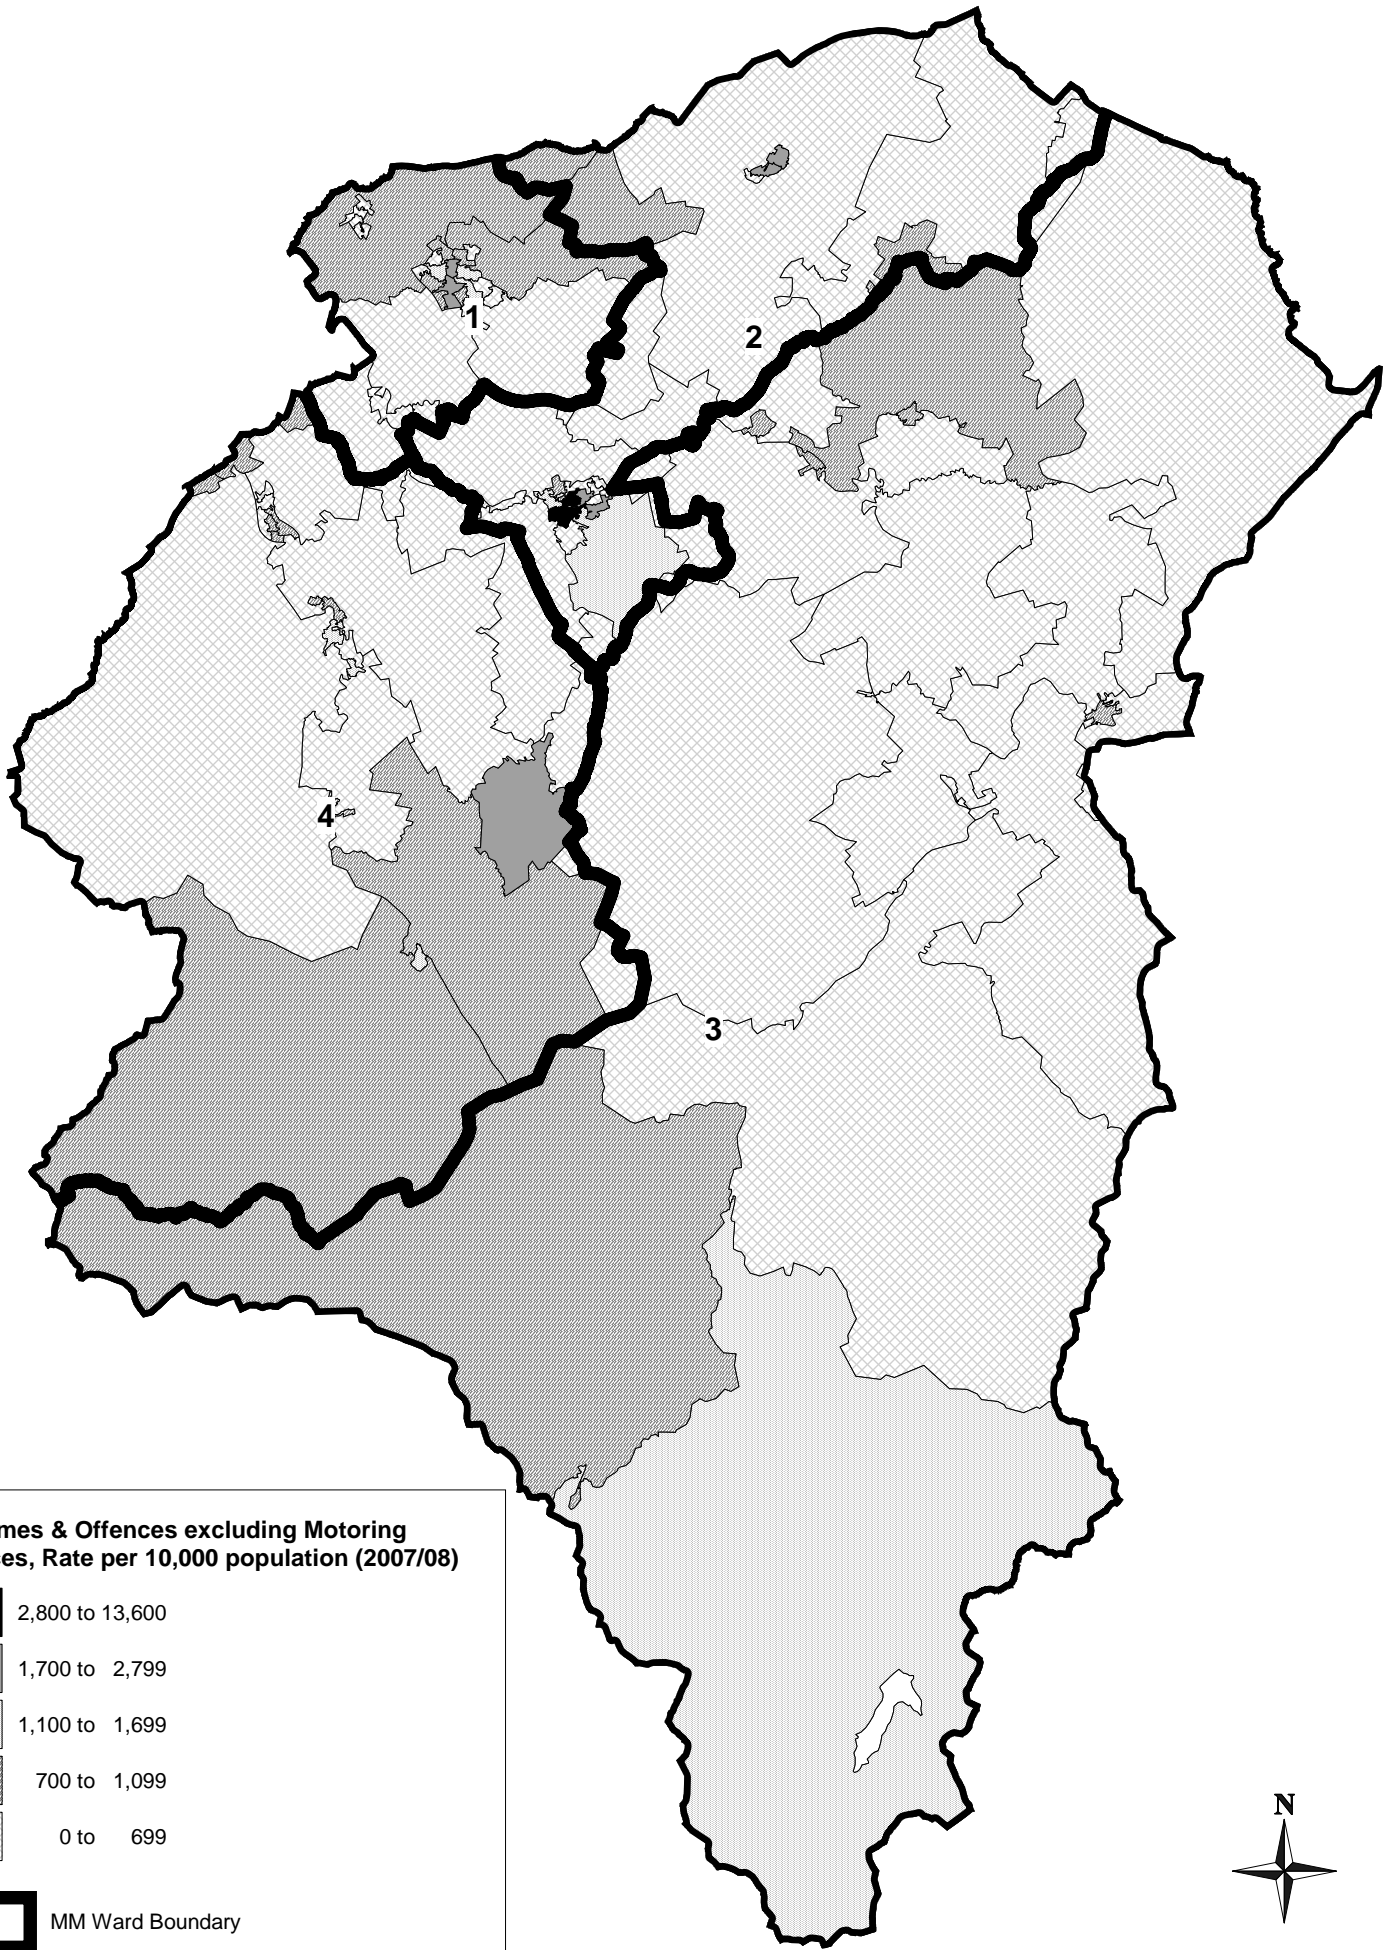 1
2
4
3
mes & Offences excluding Motoring
es, Rate per 10,000 population (2007/08)
2,800 to 13,600
1,700 to 2,799
1,100 to 1,699
700 to 1,099
0 to 699
MM Ward Boundary
N